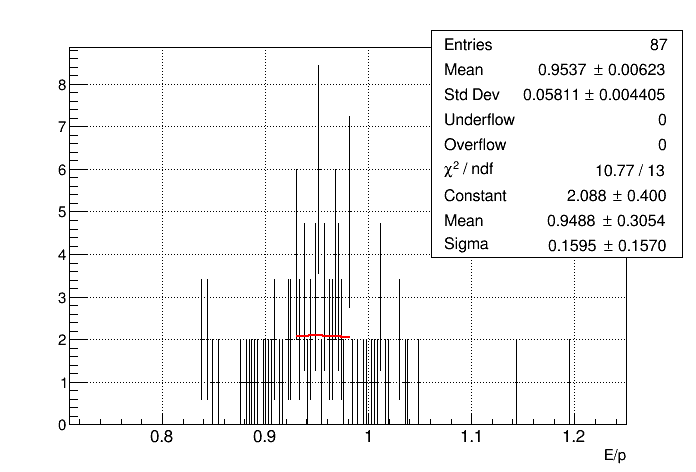 Entries 87
Mean 0.9537 ± 0.00623
Std Dev 0.05811 ± 0.004405
Underflow 0
Overflow 0
χ² / ndf 10.77 / 13
Constant 2.088 ± 0.400
Mean 0.9488 ± 0.3054
Sigma 0.1595 ± 0.1570
8
7
6
5
4
3
2
1
0
0.8 0.9 1 1.1 1.2
E/p